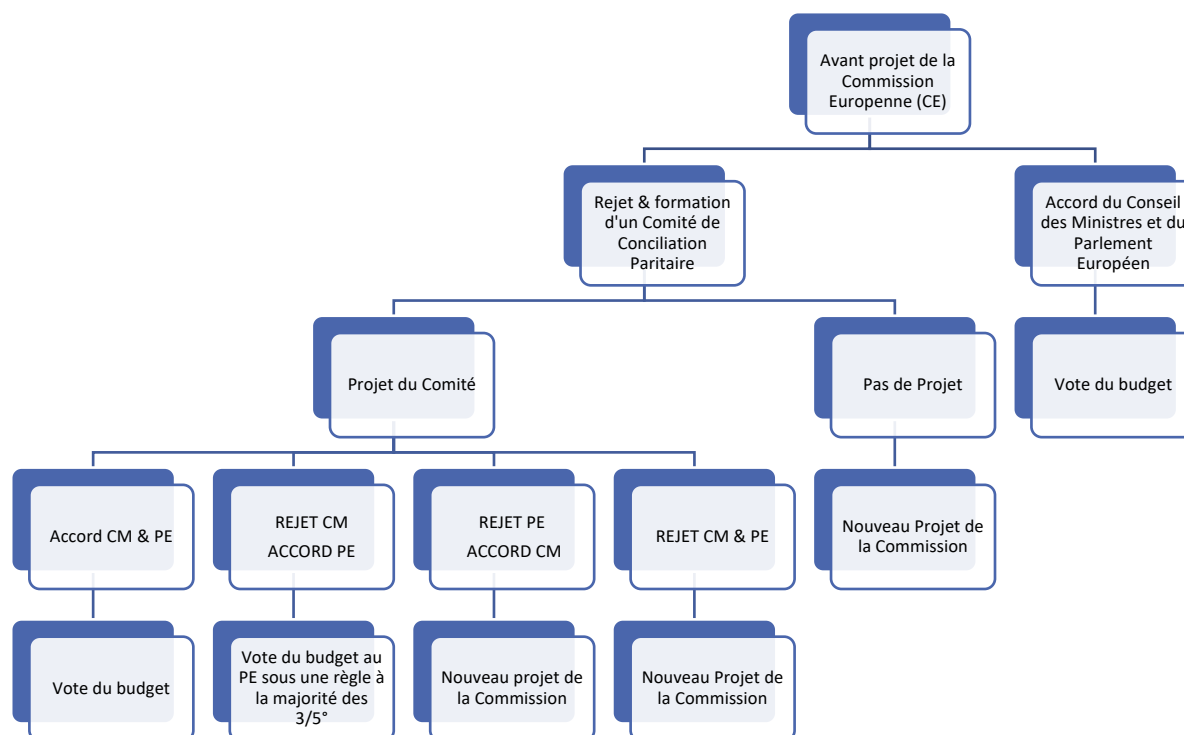 Avant projet de la
Commission
Europenne (CE)
Rejet & formation
d'un Comité de
Conciliation
Paritaire
Accord du Conseil
des Ministres et du
Parlement
Européen
Projet du Comité
Pas de Projet
Vote du budget
Accord CM & PE
REJET CM
ACCORD PE
REJET PE
ACCORD CM
REJET CM & PE
Nouveau Projet de
la Commission
Vote du budget
Vote du budget au
PE sous une règle à
la majorité des
3/5°
Nouveau projet de
la Commission
Nouveau Projet de
la Commission